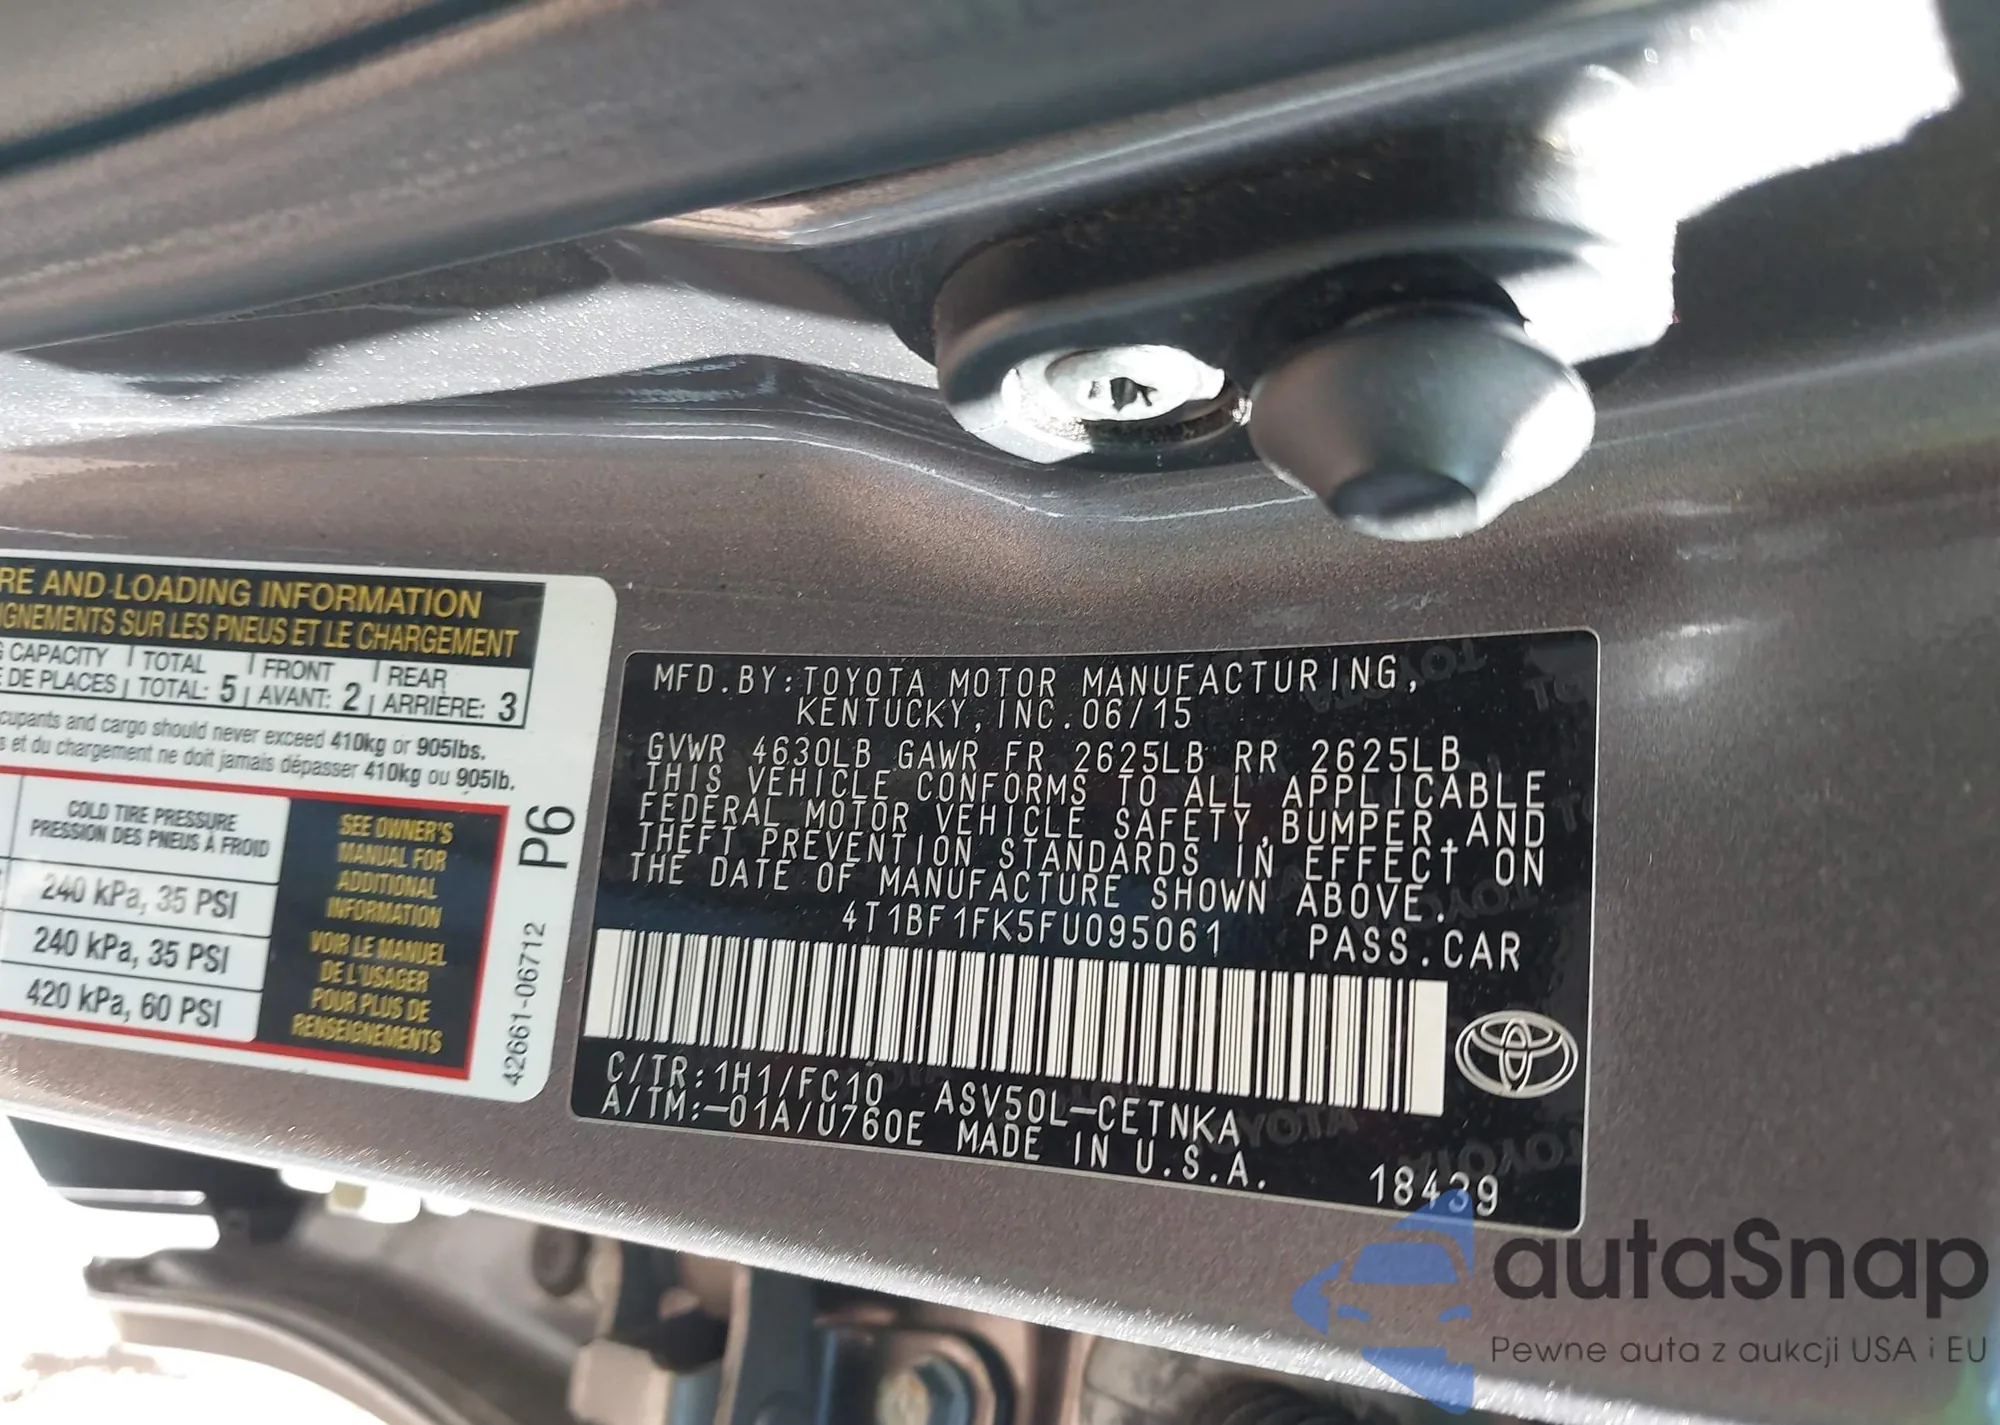 RE AND LOADING INFORMATION
IGNEMENTS SUR LES PNEUS ET LE CHARGEMENT
CAPACITY TOTAL FRONT REAR
DE PLACES TOTAL: 5 AVANT: 2 ARRIÈRE: 3
cupants and cargo should never exceed 410kg or 905lbs.
s et du chargement ne doit jamais dépasser 410kg ou 905lb.
COLD TIRE PRESSURE
PRESSION DES PNEUS À FROID
240 kPa, 35 PSI
240 kPa, 35 PSI
420 kPa, 60 PSI
SEE OWNER'S
MANUAL FOR
ADDITIONAL
INFORMATION
VOIR LE MANUEL
DE L'USAGER
POUR PLUS DE
RENSEIGNEMENTS
P6
42661-06712
MFD.BY:TOYOTA MOTOR MANUFACTURING,
KENTUCKY,INC.06/15
GVWR 4630LB GAWR FR 2625LB RR 2625LB
THIS VEHICLE CONFORMS TO ALL APPLICABLE
FEDERAL MOTOR VEHICLE SAFETY,BUMPER,AND
THEFT PREVENTION STANDARDS IN EFFECT ON
THE DATE OF MANUFACTURE SHOWN ABOVE.
4T1BF1FK5FU095061 PASS.CAR
C/TR:1H1/FC10 ASV50L-CETNKA
A/TM:-01A/U760E MADE IN U.S.A.
18439
autaSnap
Pewne auta z aukcji USA i EU